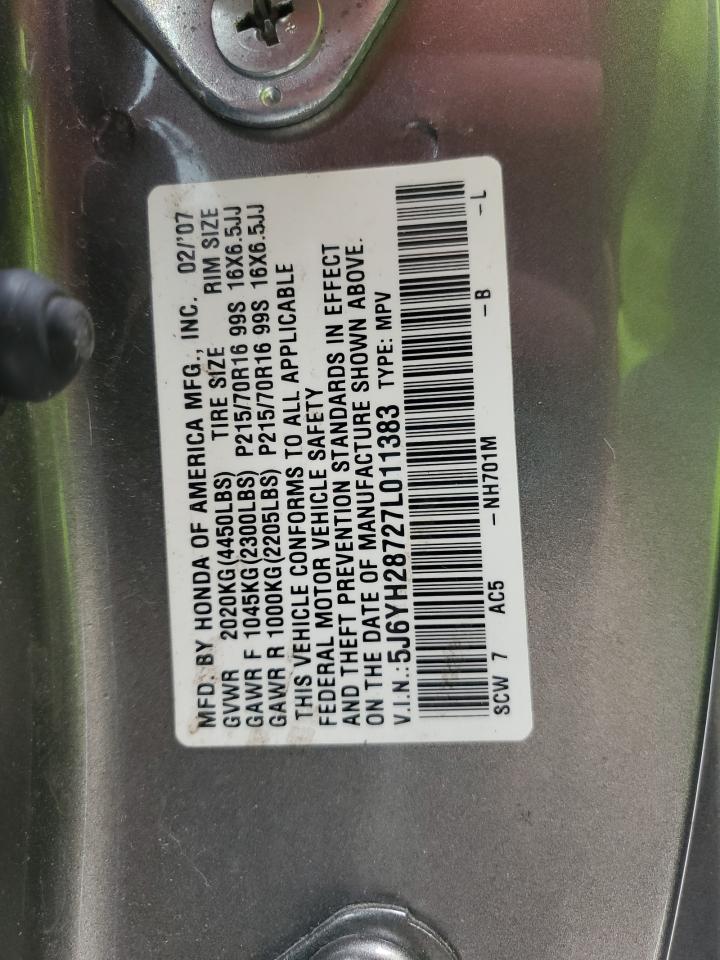 MFD. BY HONDA OF AMERICA MFG., INC. 02/'07
GVWR 2020KG(4450LBS) TIRE SIZE RIM SIZE
GAWR F 1045KG(2300LBS) P215/70R16 99S 16X6.5JJ
GAWR R 1000KG(2205LBS) P215/70R16 99S 16X6.5JJ
THIS VEHICLE CONFORMS TO ALL APPLICABLE
FEDERAL MOTOR VEHICLE SAFETY
AND THEFT PREVENTION STANDARDS IN EFFECT
ON THE DATE OF MANUFACTURE SHOWN ABOVE.
V.I.N.:5J6YH28727L011383 TYPE: MPV
SCW 7 AC5 -NH701M -B -L